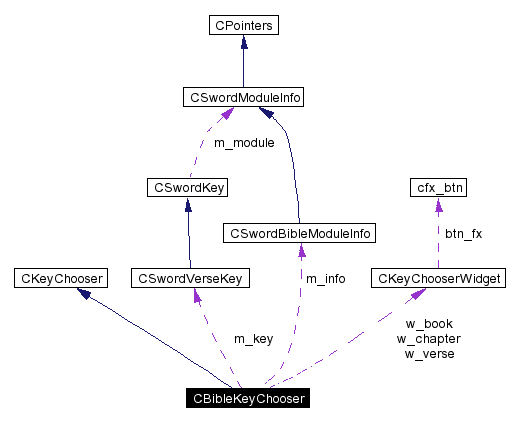 CPointers
CSwordModuleInfo
m_module
CSwordKey
cfx_btn
CSwordBibleModuleInfo
btn_fx
CKeyChooser
CSwordVerseKey
m_info
CKeyChooserWidget
w_book
w_chapter
w_verse
m_key
CBibleKeyChooser